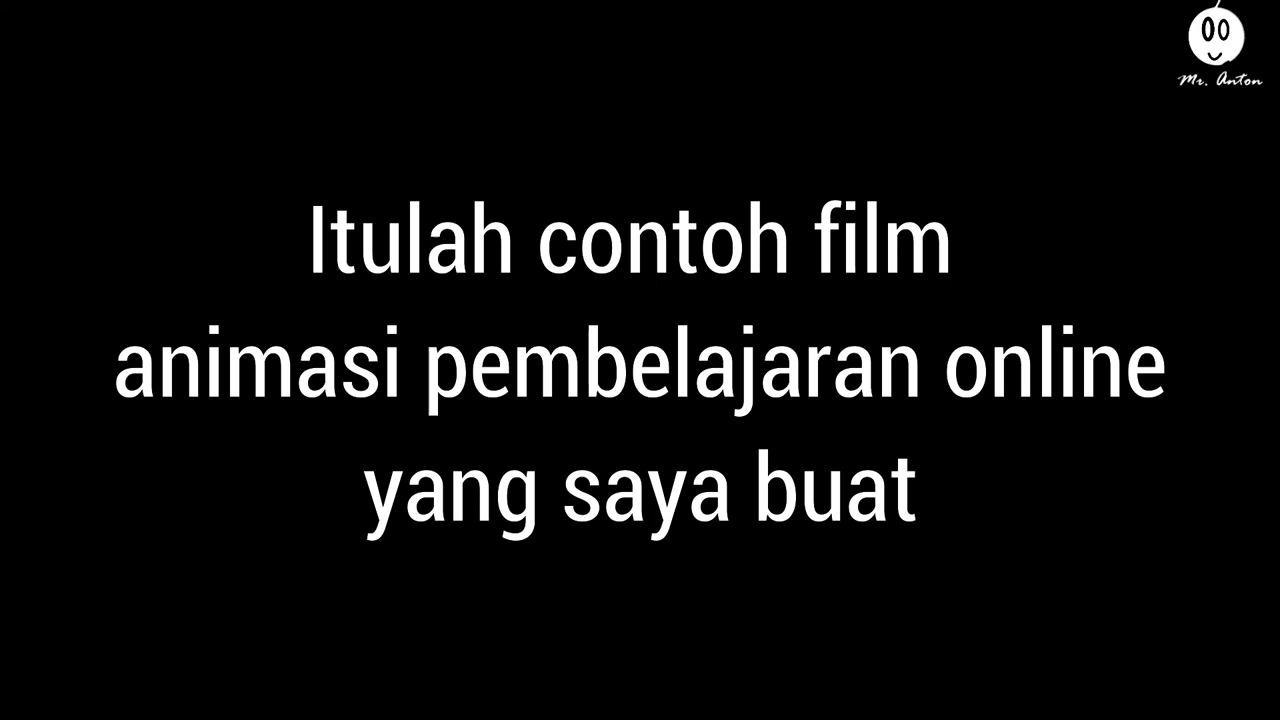 Mr. Anton
Itulah contoh film
animasi pembelajaran online
yang saya buat